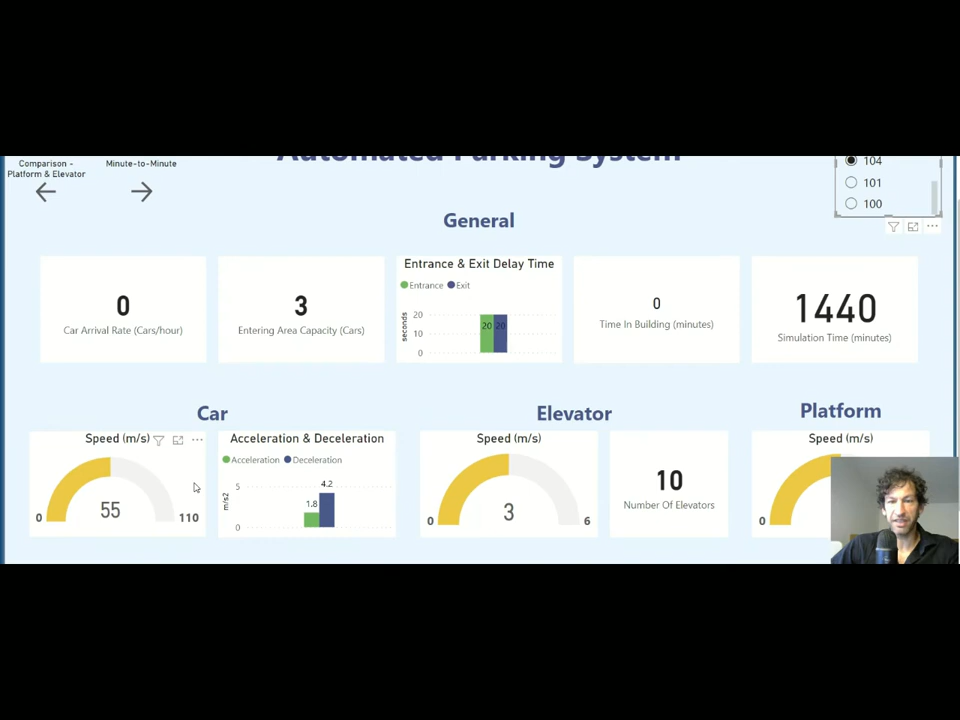 Comparison -
Platform & Elevator
Minute-to-Minute
Automated Parking System
104
101
100
General
0
Car Arrival Rate (Cars/hour)
3
Entering Area Capacity (Cars)
Entrance & Exit Delay Time
Entrance Exit
seconds
20
10
0
20 20
0
Time In Building (minutes)
1440
Simulation Time (minutes)
Car
Speed (m/s)
55
0
110
Acceleration & Deceleration
Acceleration Deceleration
m/s2
5
0
1.8
4.2
Elevator
Speed (m/s)
3
0
6
10
Number Of Elevators
Platform
Speed (m/s)
0